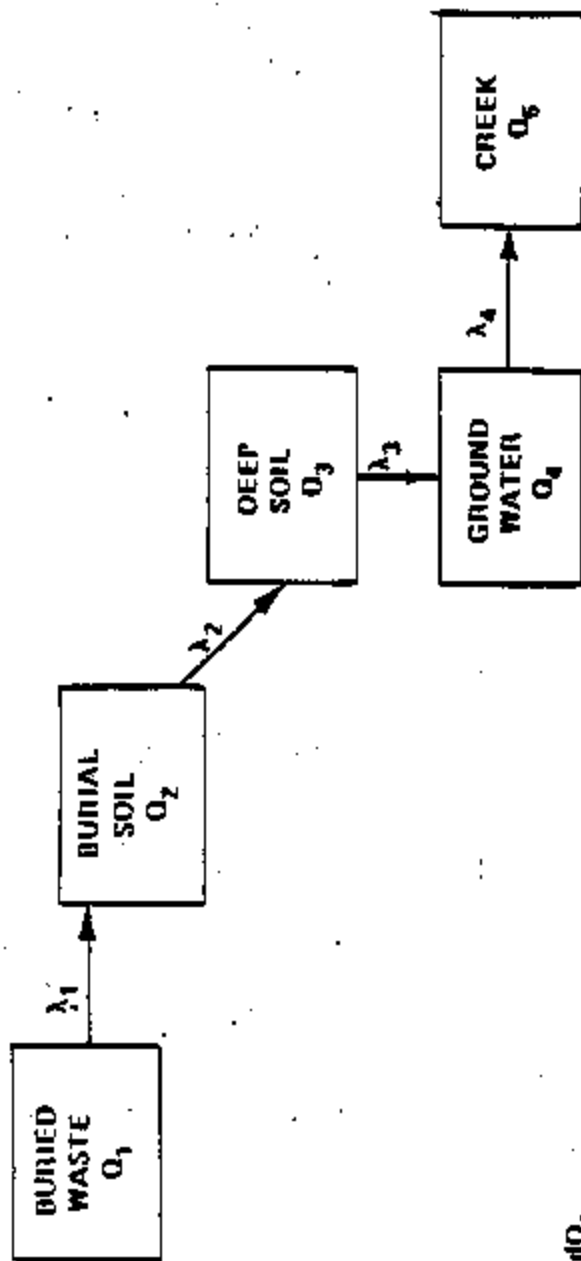 BURIED
WASTE
Q1
λ1
BURIAL
SOIL
Q2
λ2
DEEP
SOIL
Q3
λ3
GROUND
WATER
Q4
λ4
CREEK
Q5